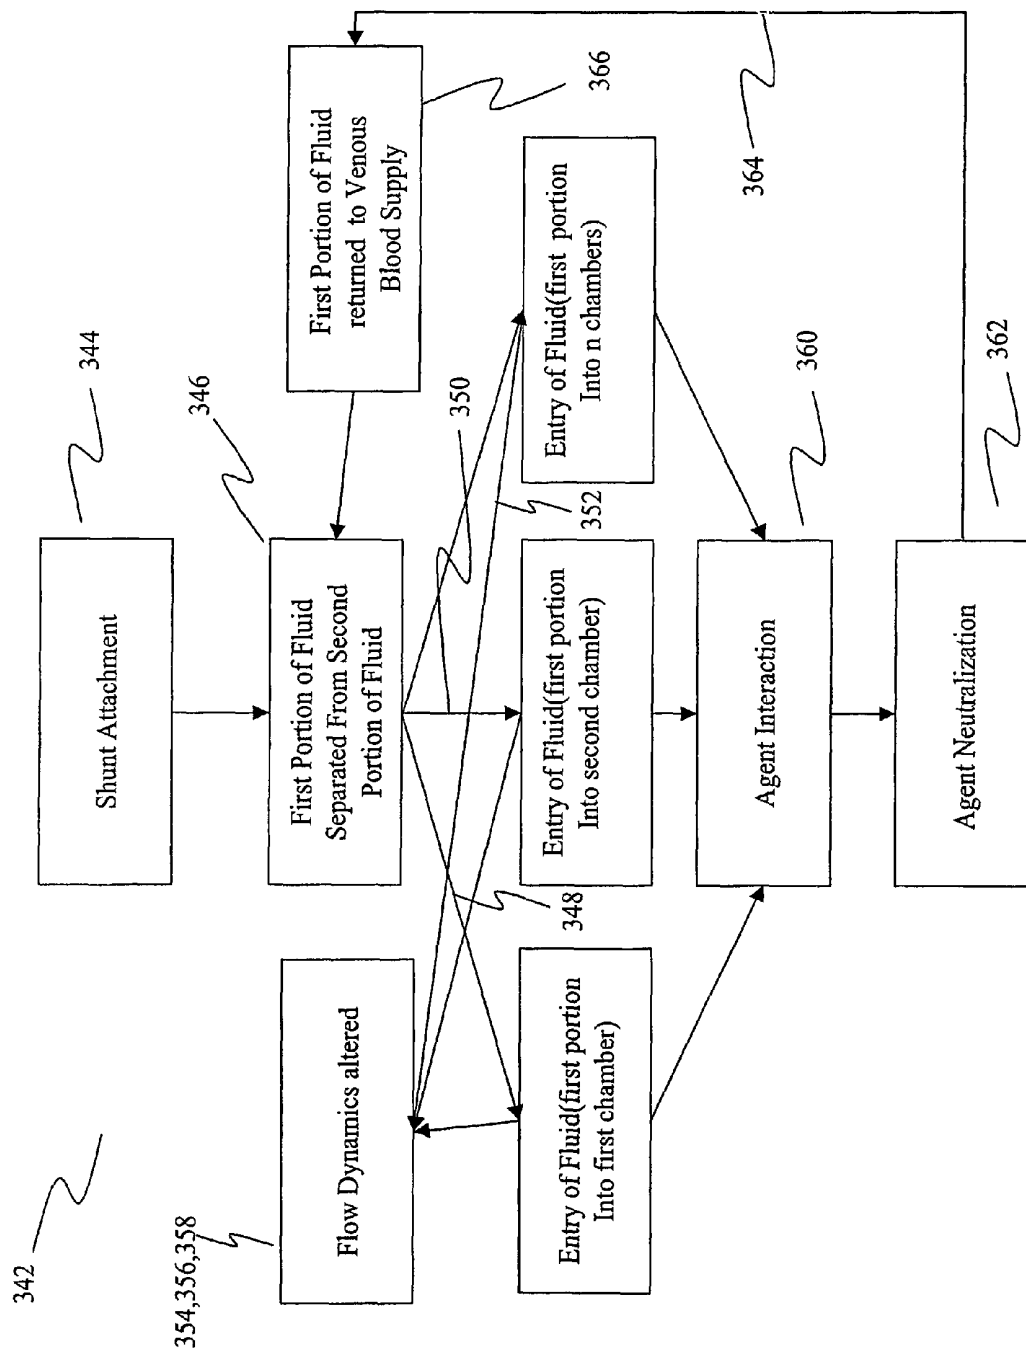 342
344
Shunt Attachment
354,356,358
Flow Dynamics altered
346
First Portion of Fluid
Separated From Second
Portion of Fluid
First Portion of Fluid
returned to Venous
Blood Supply
366
348
350
352
Entry of Fluid(first portion
Into first chamber)
Entry of Fluid(first portion
Into second chamber)
Entry of Fluid(first portion
Into n chambers)
364
Agent Interaction
360
Agent Neutralization
362